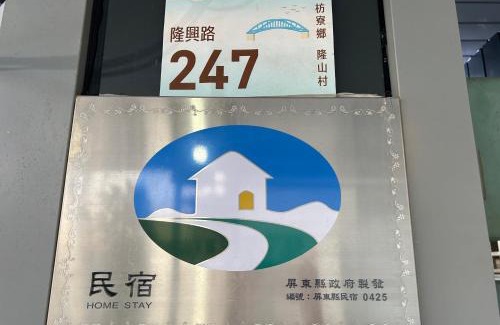 隆興路
247
枋寮鄉 隆山村
民宿
HOME STAY
屏東縣政府製發
編號：屏東縣民宿 0425